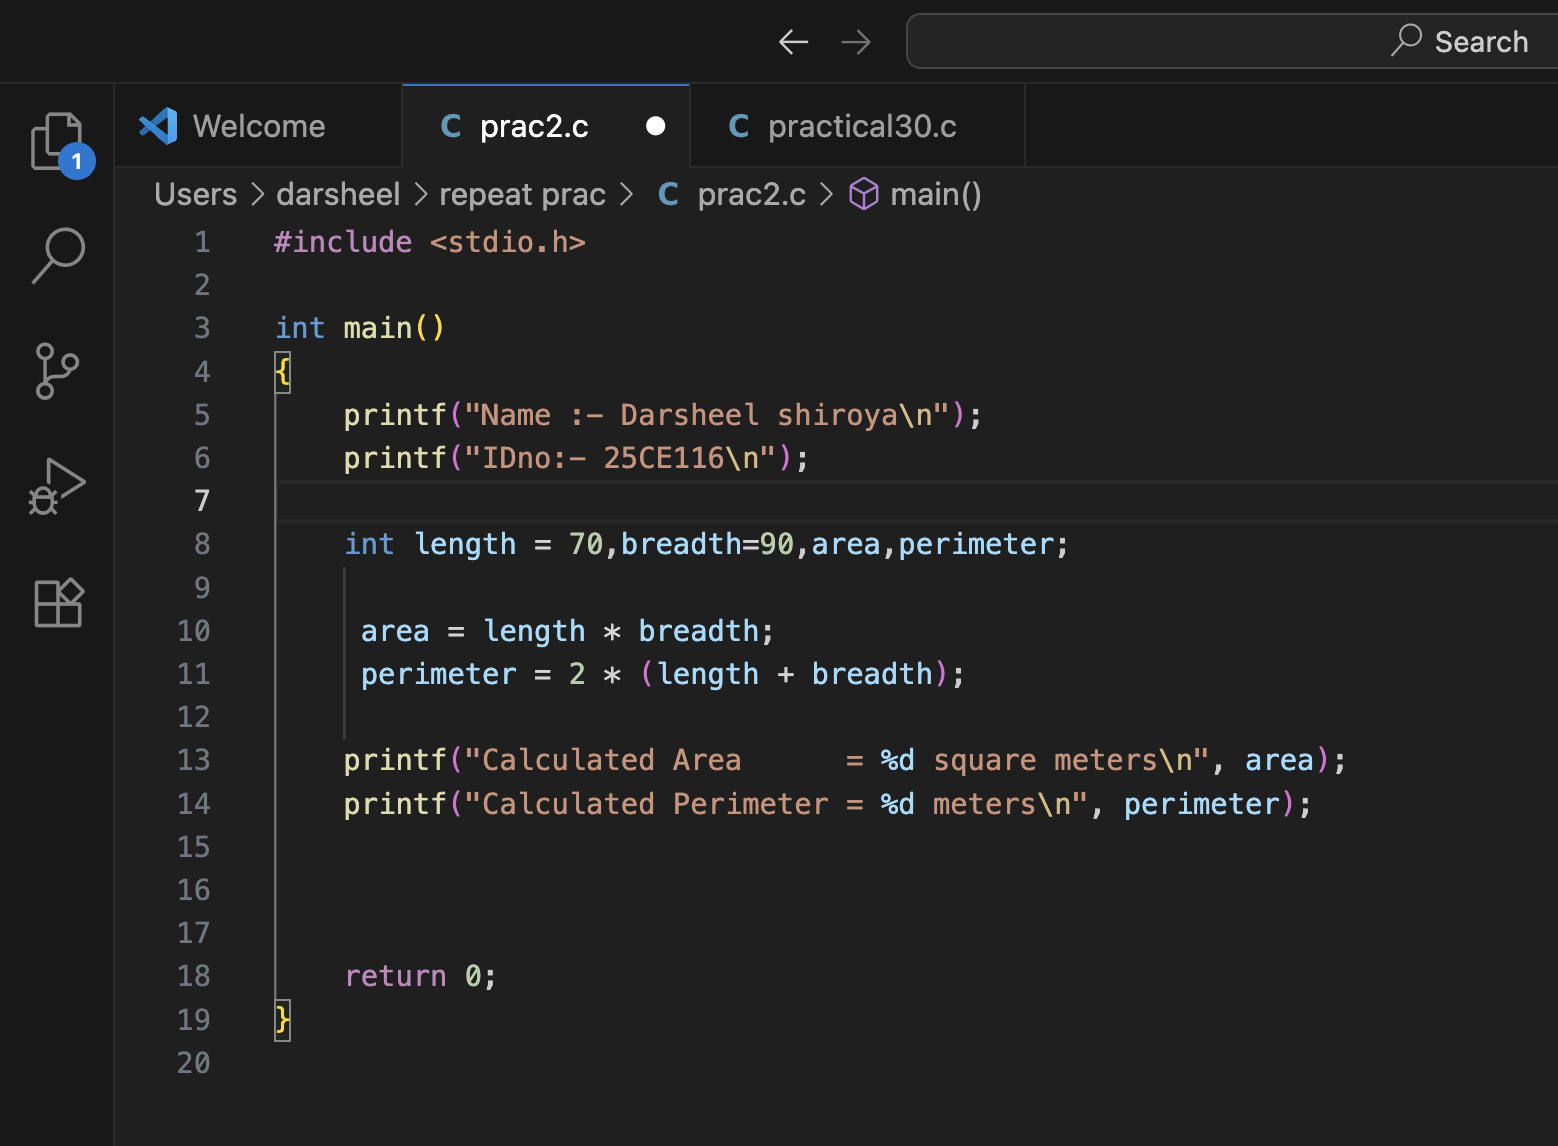 Search
Welcome
C prac2.c
C practical30.c
1
Users > darsheel > repeat prac > C prac2.c > main()
1 #include <stdio.h>
2
3 int main()
4 {
5     printf("Name :- Darsheel shiroya\n");
6     printf("IDno:- 25CE116\n");
7
8     int length = 70,breadth=90,area,perimeter;
9
10      area = length * breadth;
11      perimeter = 2 * (length + breadth);
12
13     printf("Calculated Area      = %d square meters\n", area);
14     printf("Calculated Perimeter = %d meters\n", perimeter);
15
16
17
18     return 0;
19 }
20